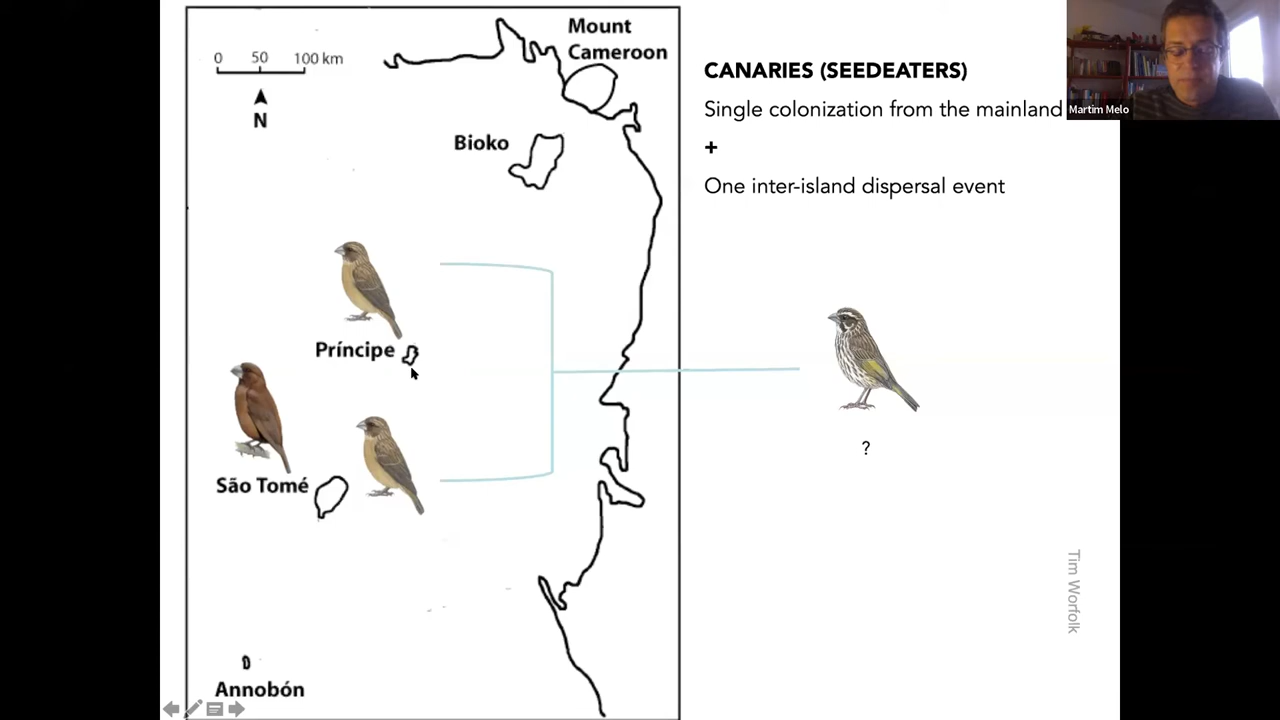 Mount
Cameroon
0 50 100 km
N
Bioko
Príncipe
São Tomé
Annobón
CANARIES (SEEDEATERS)
Single colonization from the mainland
+
One inter-island dispersal event
?
Tim Worfolk
Martim Melo